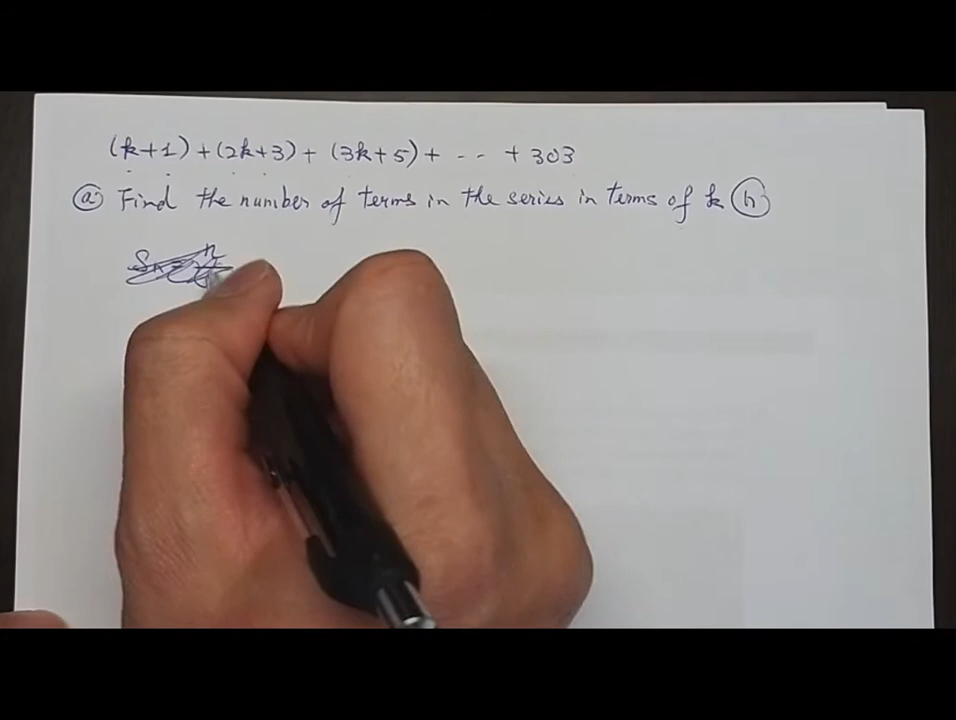 (k+1) + (2k+3) + (3k+5) + -- + 303
(a) Find the number of terms in the series in terms of k (n)